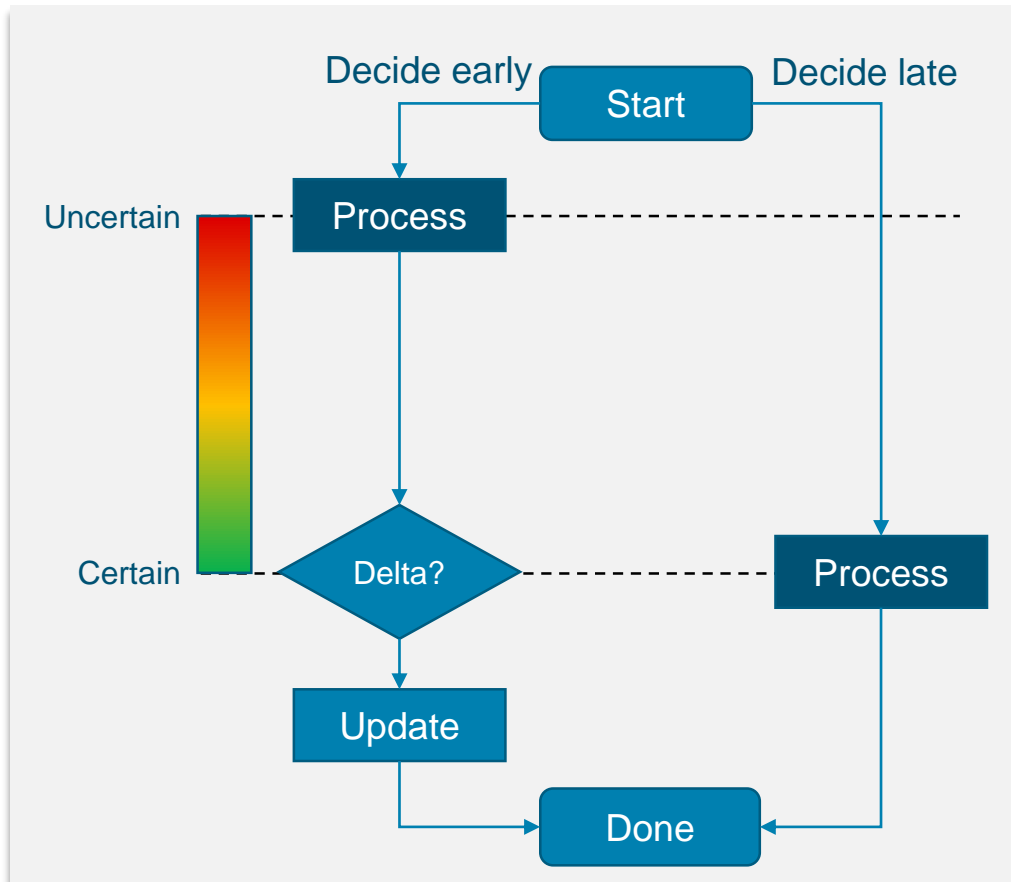 Decide early
Start
Decide late
Process
Uncertain
Certain
Delta?
Process
Update
Done